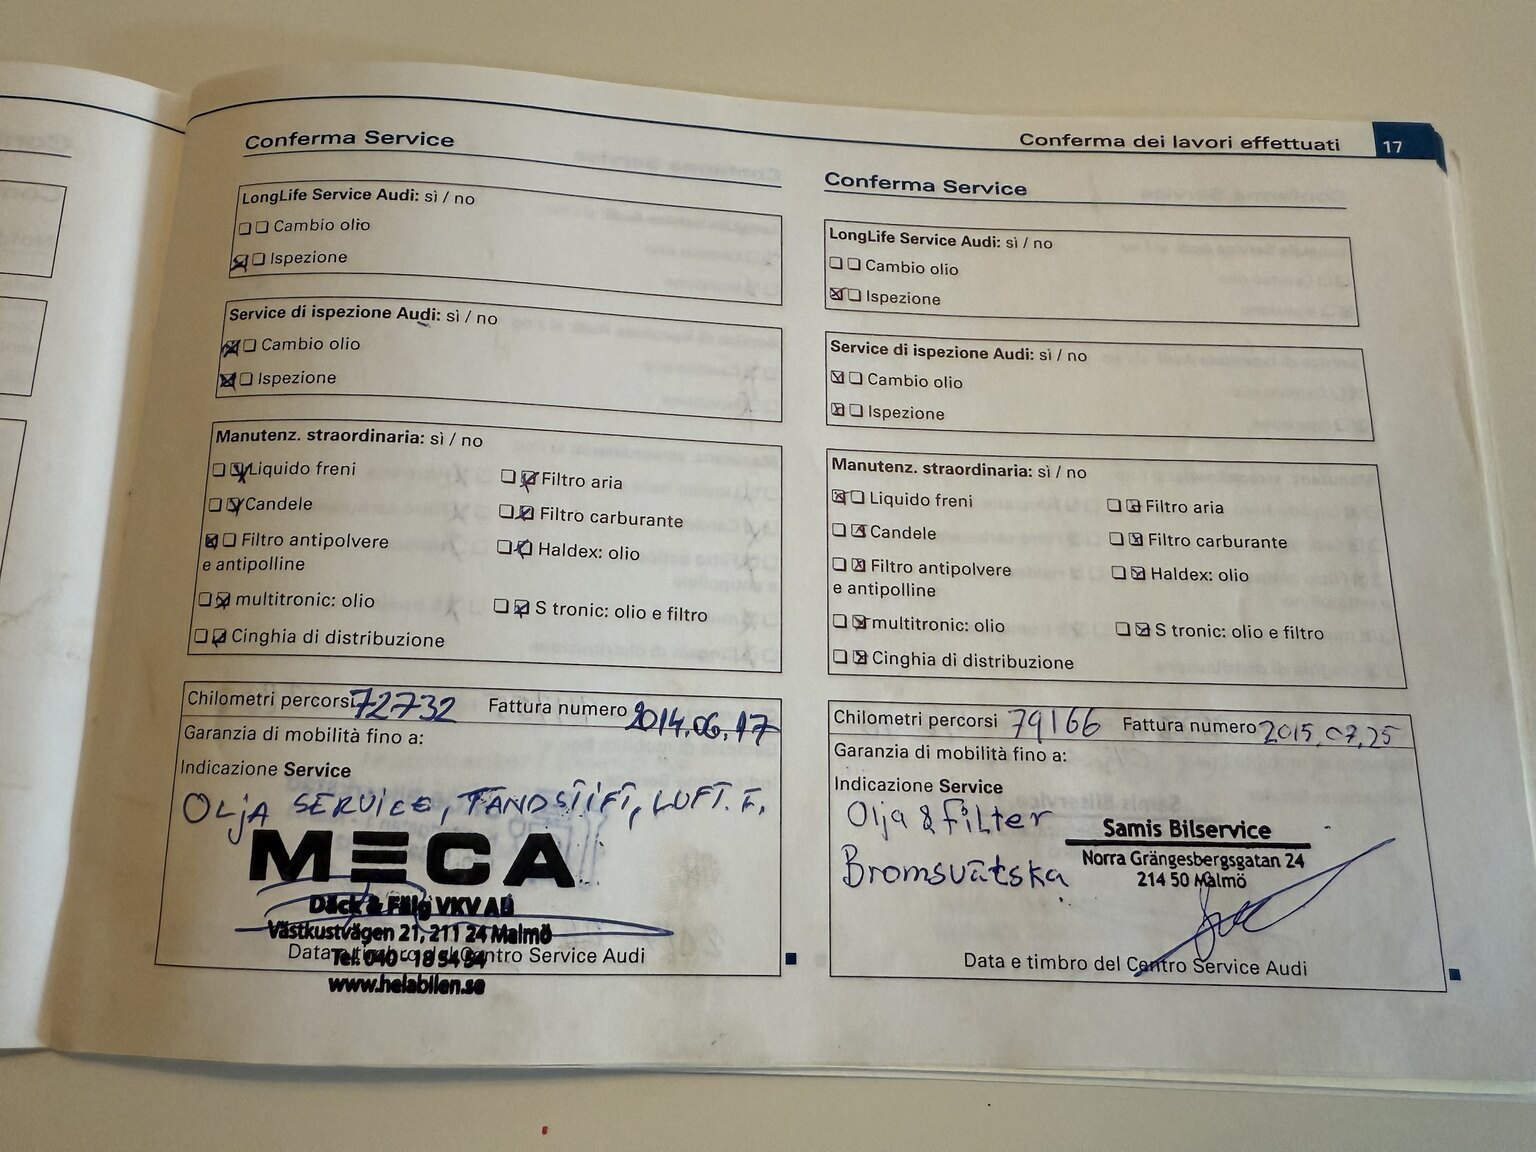 Conferma dei lavori effettuati 17
Conferma Service
LongLife Service Audi: sì / no
Cambio olio
Ispezione
Service di ispezione Audi: sì / no
Cambio olio
Ispezione
Manutenz. straordinaria: sì / no
Liquido freni
Filtro aria
Candele
Filtro carburante
Filtro antipolvere
e antipolline
Haldex: olio
multitronic: olio
S tronic: olio e filtro
Cinghia di distribuzione
Chilometri percorsi 72732 Fattura numero 2014.06.17
Garanzia di mobilità fino a:
Indicazione Service
OLJA SERVICE, TÄNDSTIFT, LUFT.F.
MECA
Däck & Fälg VKV AB
Västkustvägen 21, 211 24 Malmö
Tel. 040 - 18 54 54
www.helabilen.se
Data e timbro del Centro Service Audi
Conferma Service
LongLife Service Audi: sì / no
Cambio olio
Ispezione
Service di ispezione Audi: sì / no
Cambio olio
Ispezione
Manutenz. straordinaria: sì / no
Liquido freni
Filtro aria
Candele
Filtro carburante
Filtro antipolvere
e antipolline
Haldex: olio
multitronic: olio
S tronic: olio e filtro
Cinghia di distribuzione
Chilometri percorsi 79166 Fattura numero 2015.07.25
Garanzia di mobilità fino a:
Indicazione Service
Olja & Filter
Bromsvätska
Samis Bilservice
Norra Grängesbergsgatan 24
214 50 Malmö
Data e timbro del Centro Service Audi